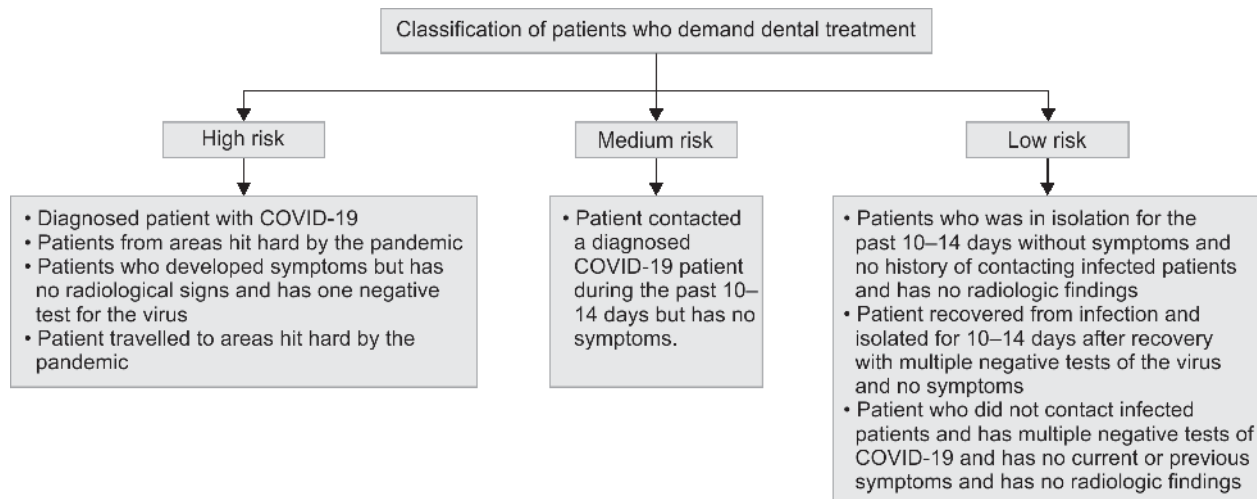 Classification of patients who demand dental treatment
High risk
Medium risk
Low risk
• Diagnosed patient with COVID-19
• Patients from areas hit hard by the pandemic
• Patients who developed symptoms but has
no radiological signs and has one negative
test for the virus
• Patient travelled to areas hit hard by the
pandemic
• Patient contacted
a diagnosed
COVID-19 patient
during the past 10–
14 days but has no
symptoms.
• Patients who was in isolation for the
past 10–14 days without symptoms and
no history of contacting infected patients
and has no radiologic findings
• Patient recovered from infection and
isolated for 10–14 days after recovery
with multiple negative tests of the virus
and no symptoms
• Patient who did not contact infected
patients and has multiple negative tests of
COVID-19 and has no current or previous
symptoms and has no radiologic findings